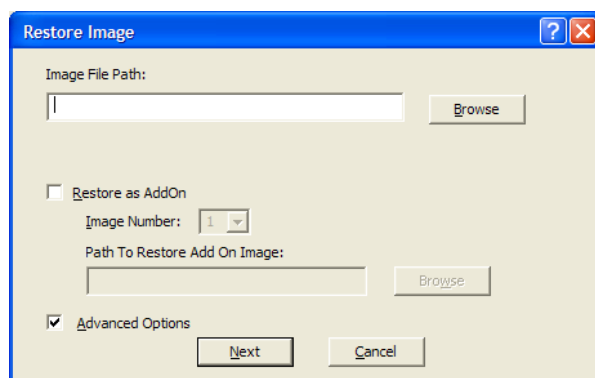 Restore Image
Image File Path:
Browse
Restore as AddOn
Image Number: 1
Path To Restore Add On Image:
Browse
Advanced Options
Next Cancel